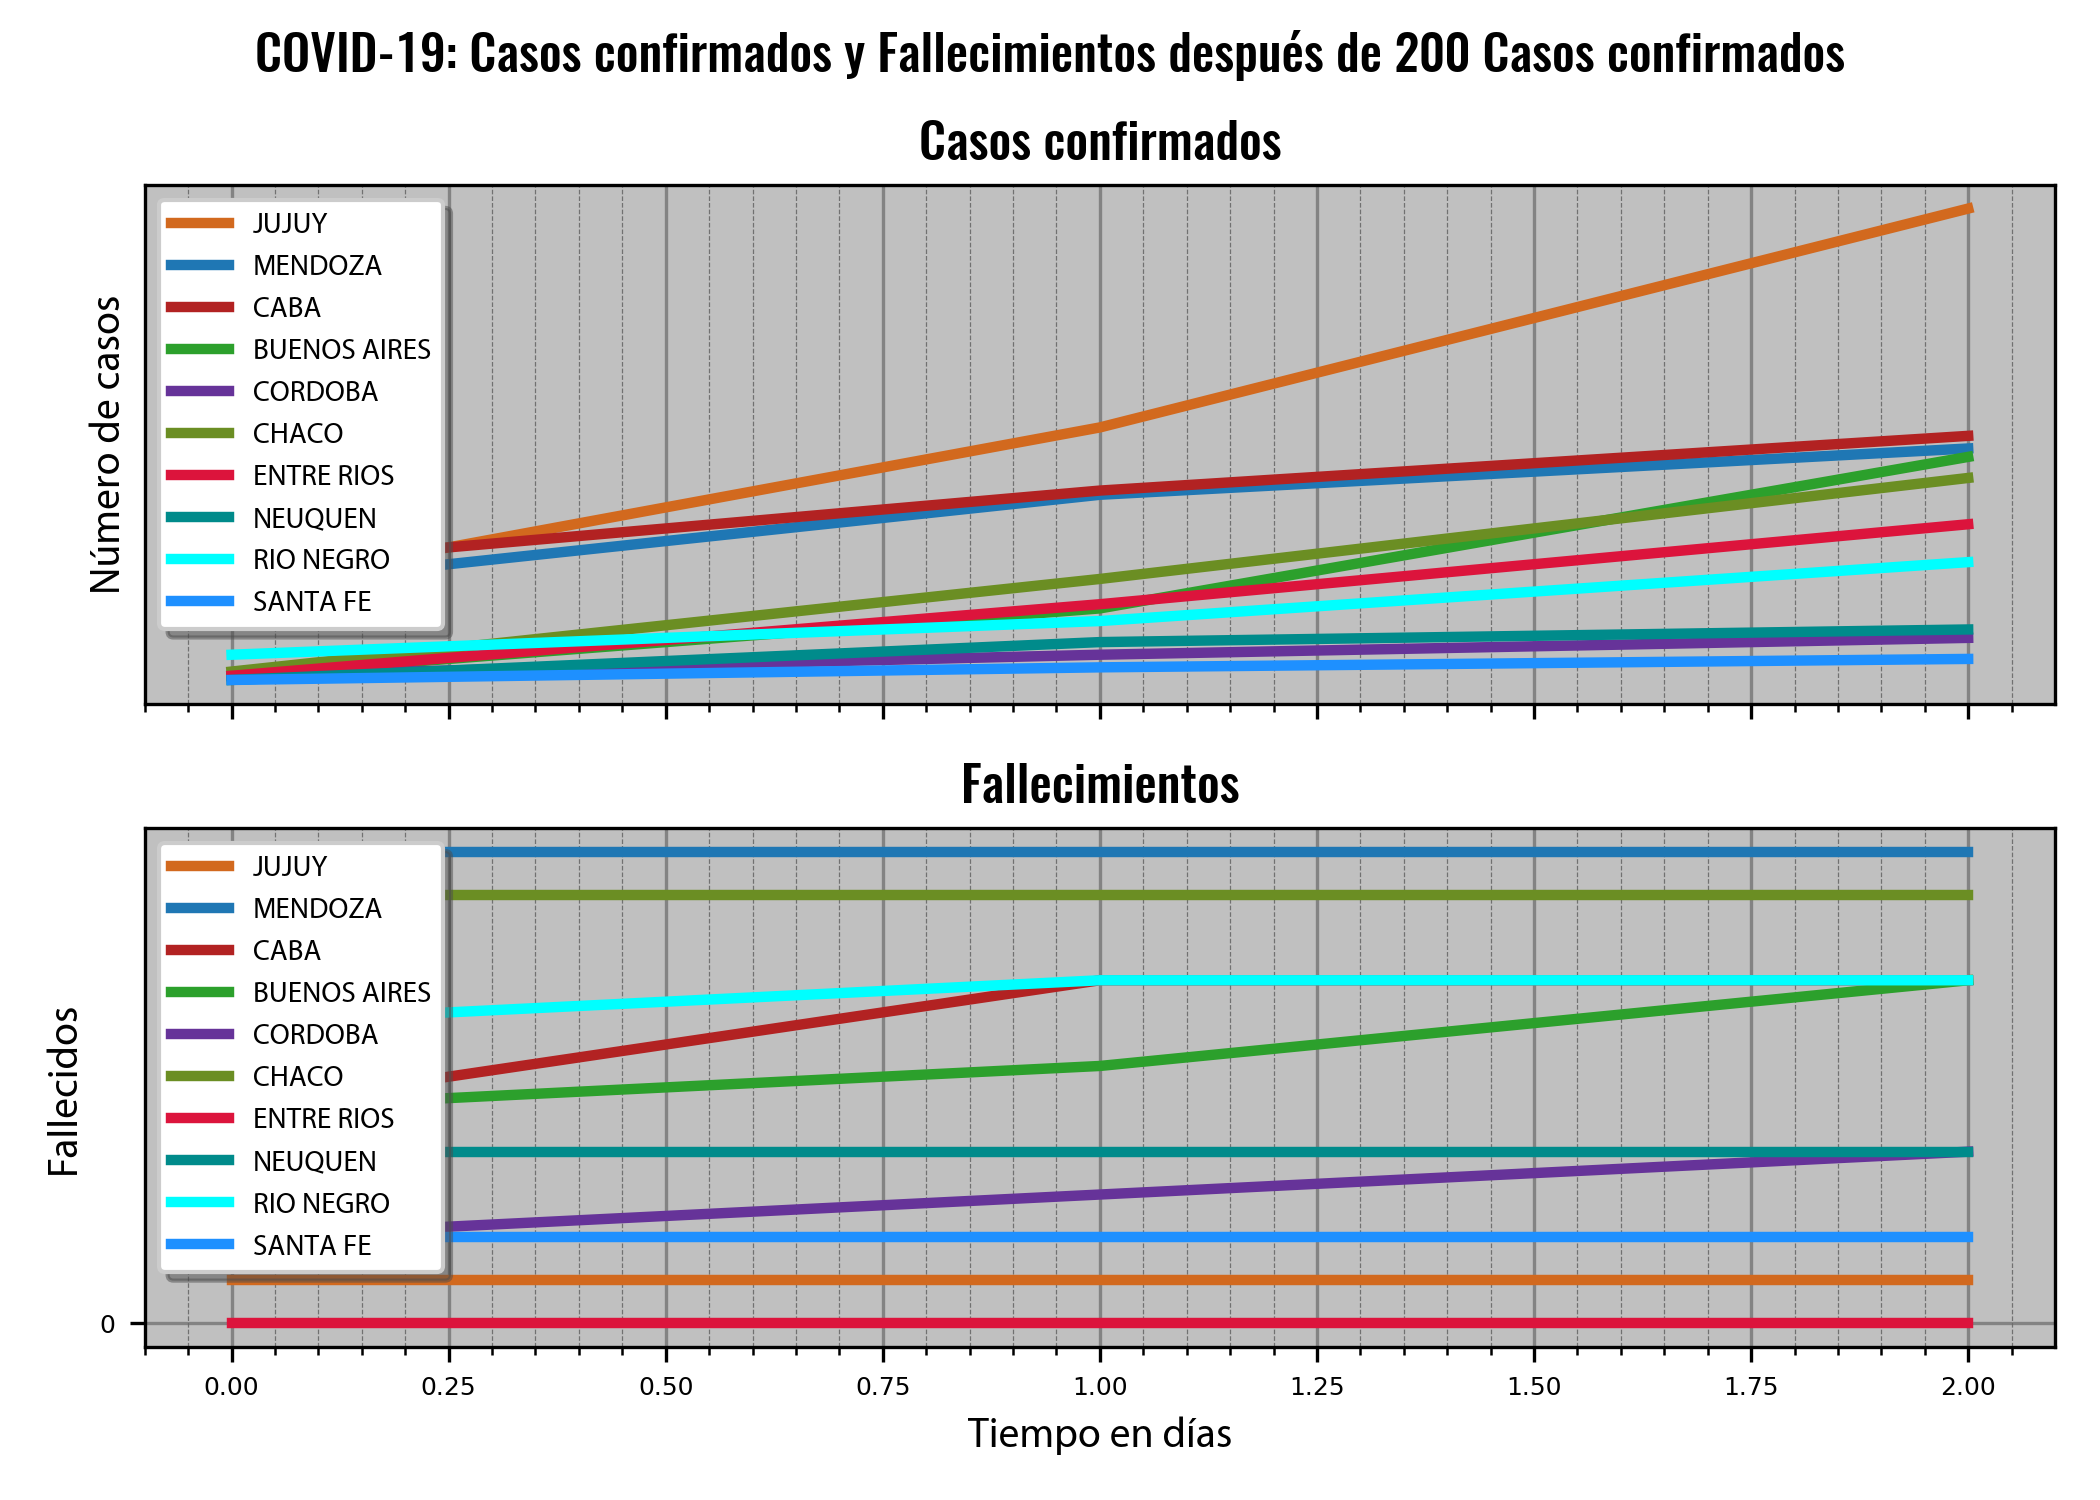 COVID-19: Casos confirmados y Fallecimientos después de 200 Casos confirmados
Casos confirmados
Número de casos
JUJUY
MENDOZA
CABA
BUENOS AIRES
CORDOBA
CHACO
ENTRE RIOS
NEUQUEN
RIO NEGRO
SANTA FE
Fallecimientos
Fallecidos
JUJUY
MENDOZA
CABA
BUENOS AIRES
CORDOBA
CHACO
ENTRE RIOS
NEUQUEN
RIO NEGRO
SANTA FE
0
0.00 0.25 0.50 0.75 1.00 1.25 1.50 1.75 2.00
Tiempo en días